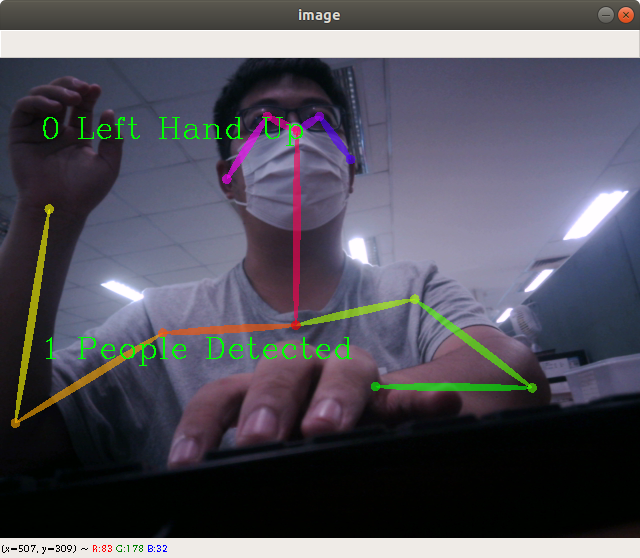 image
0 Left Hand Up
1 People Detected
(x=507, y=309) ~ R:83 G:178 B:32